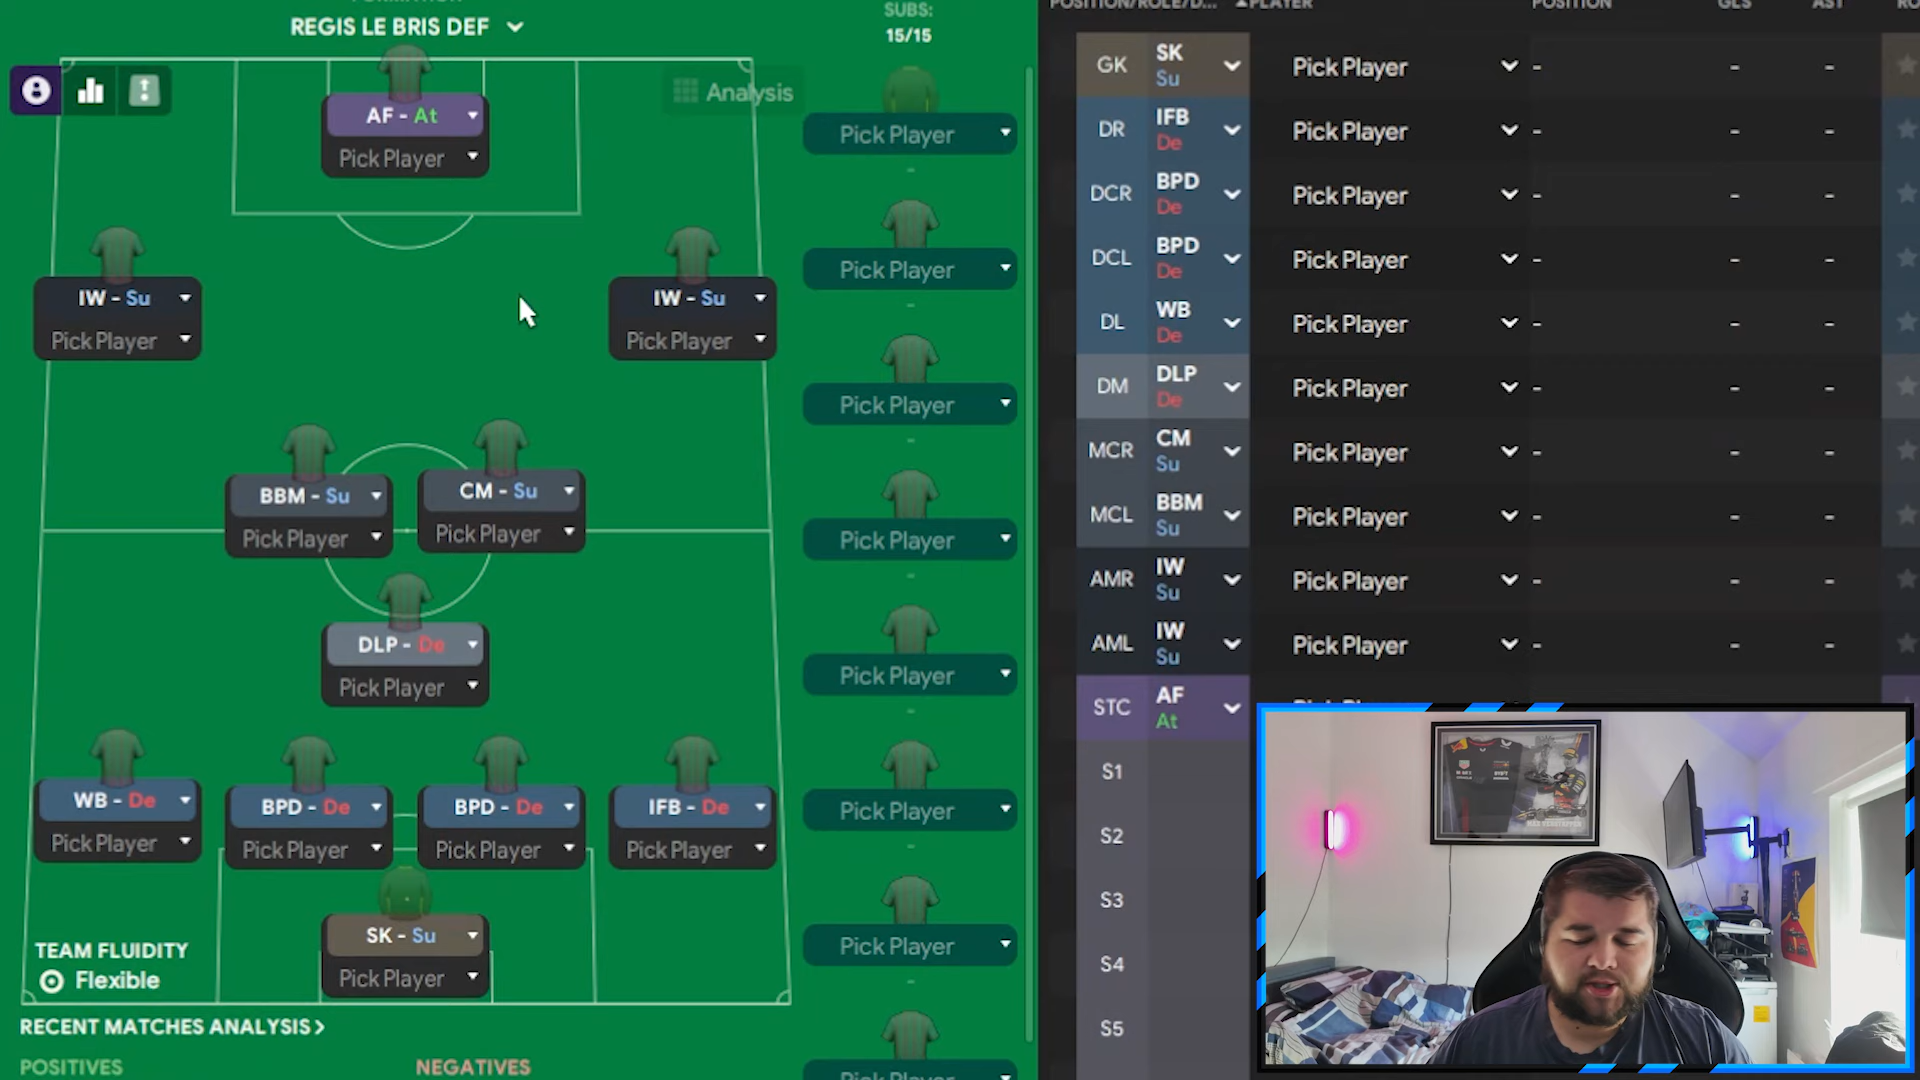 REGIS LE BRIS DEF
SUBS:
15/15
Analysis
AF - At
Pick Player
IW - Su
Pick Player
IW - Su
Pick Player
BBM - Su
Pick Player
CM - Su
Pick Player
DLP - De
Pick Player
WB - De
Pick Player
BPD - De
Pick Player
BPD - De
Pick Player
IFB - De
Pick Player
SK - Su
Pick Player
TEAM FLUIDITY
Flexible
RECENT MATCHES ANALYSIS
POSITIVES
NEGATIVES
Pick Player
-
Pick Player
-
Pick Player
-
Pick Player
-
Pick Player
-
Pick Player
-
Pick Player
-
Pick Player
POSITION/ROLE/D... PLAYER POSITION GLS AST
GK SK Su Pick Player - - -
DR IFB De Pick Player - - -
DCR BPD De Pick Player - - -
DCL BPD De Pick Player - - -
DL WB De Pick Player - - -
DM DLP De Pick Player - - -
MCR CM Su Pick Player - - -
MCL BBM Su Pick Player - - -
AMR IW Su Pick Player - - -
AML IW Su Pick Player - - -
STC AF At
S1
S2
S3
S4
S5